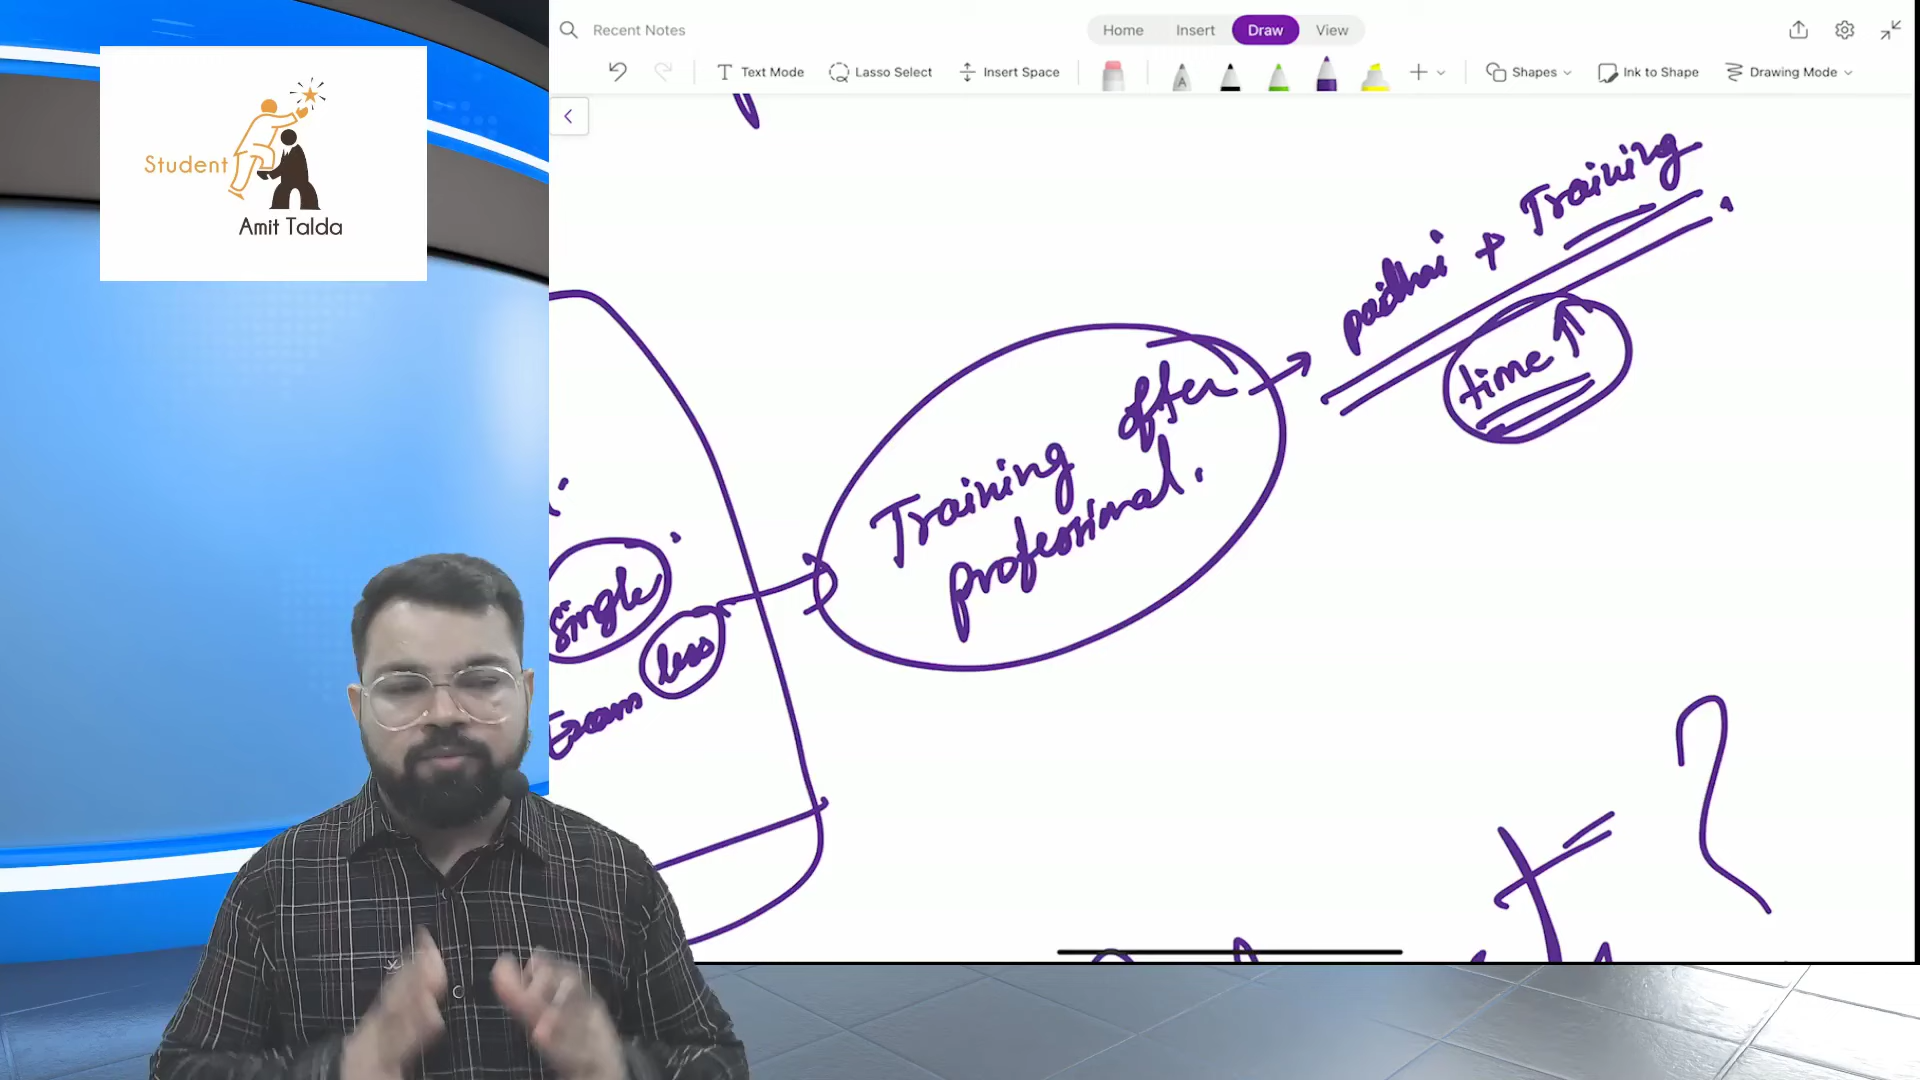 Recent Notes
Home Insert Draw View
Text Mode Lasso Select Insert Space A Shapes Ink to Shape Drawing Mode
Student
Amit Talda
padhai + Training
time ↑
Training after
professional.
single
less
Exam
?